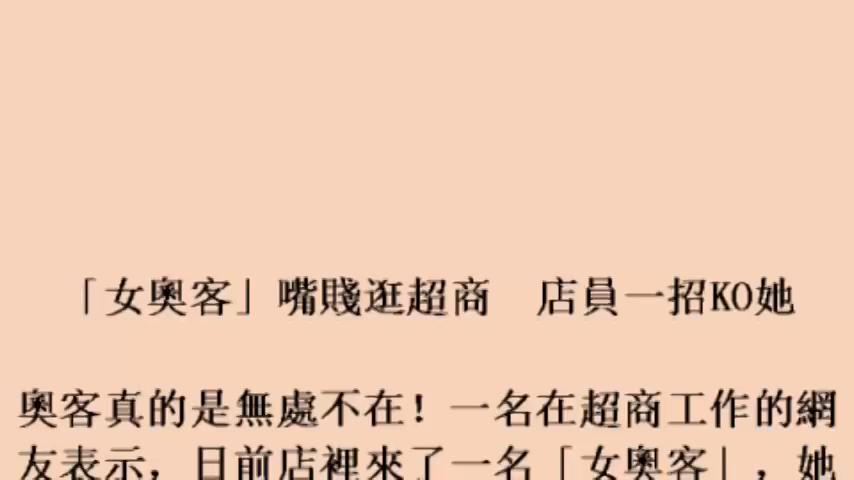 「女奧客」嘴賤逛超商　店員一招KO她
奧客真的是無處不在！一名在超商工作的網
友表示，日前店裡來了一名「女奧客」，她